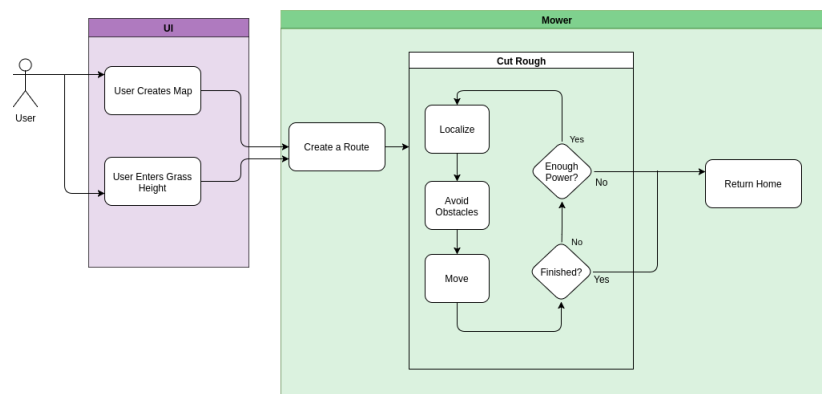 UI
Mower
User
User Creates Map
User Enters Grass
Height
Create a Route
Cut Rough
Localize
Avoid
Obstacles
Move
Yes
Enough
Power?
No
No
Finished?
Yes
Return Home